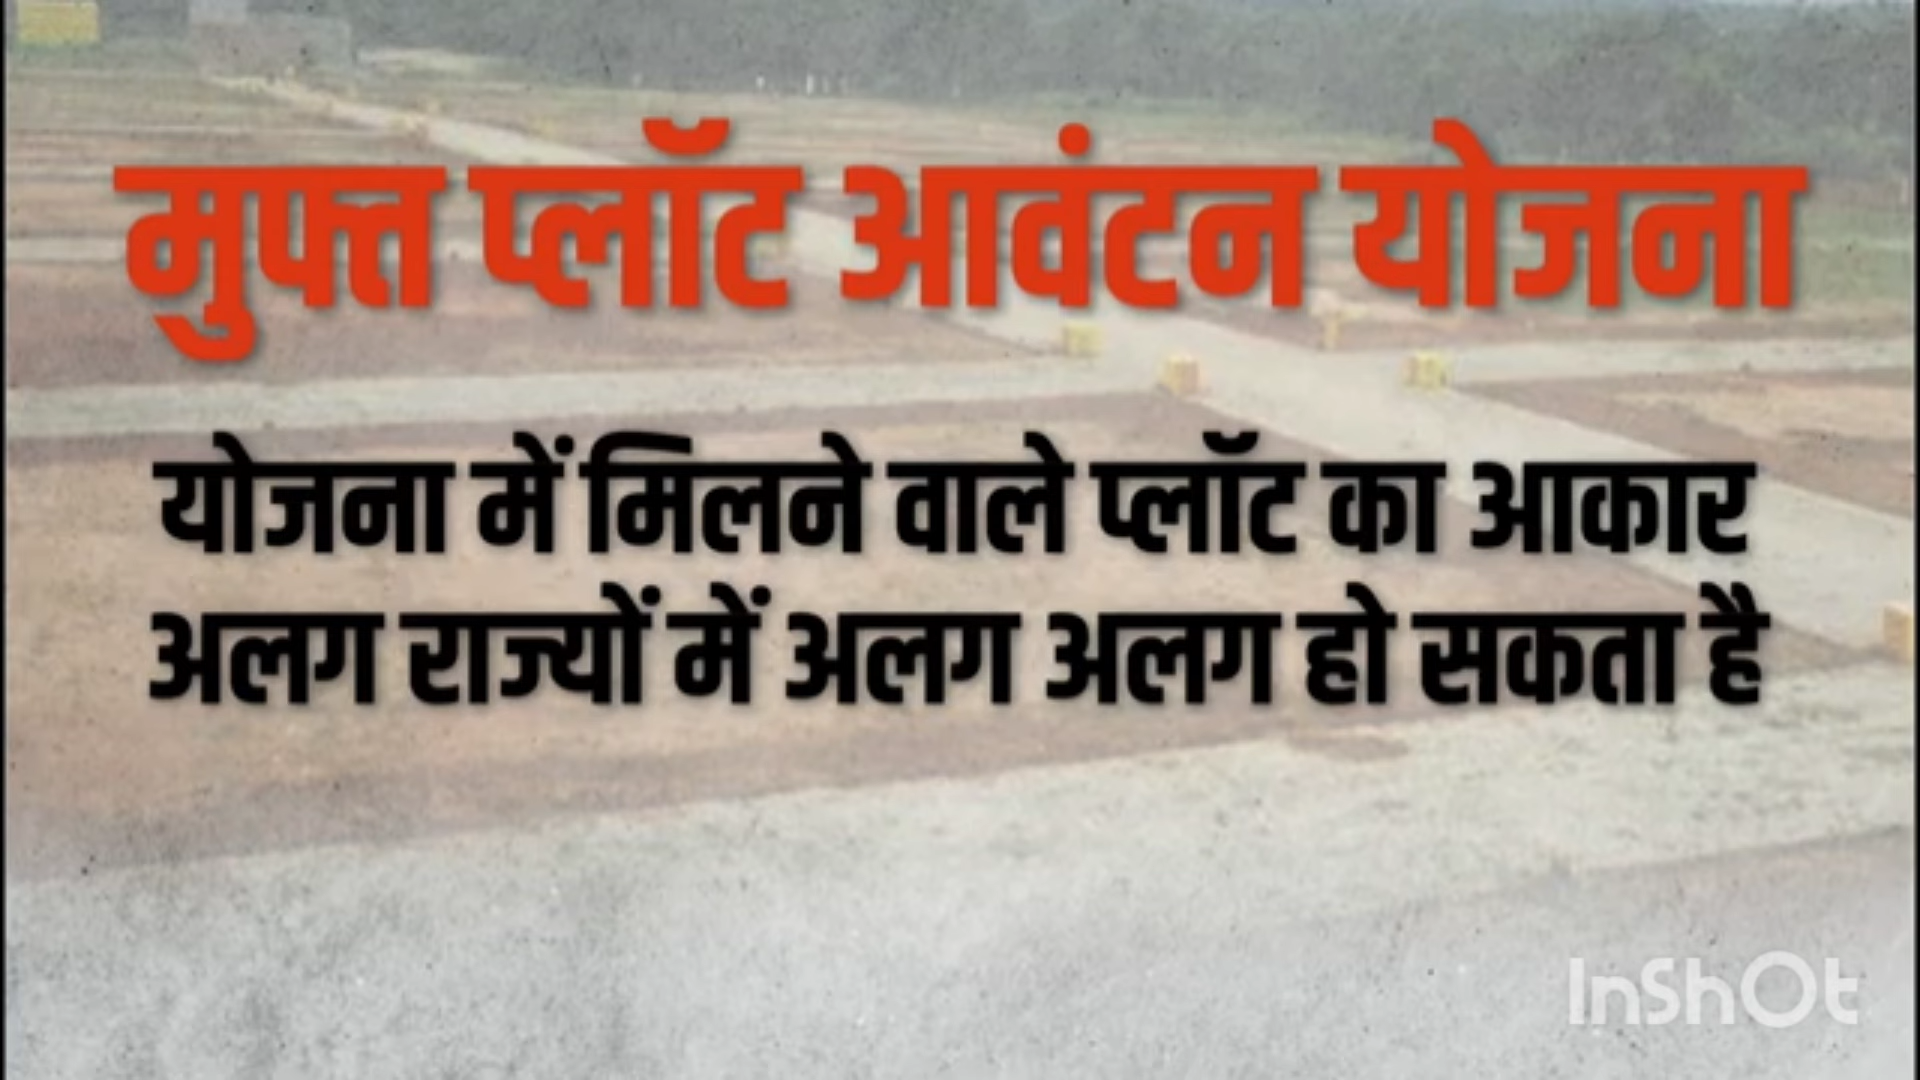 मुफ्त प्लॉट आवंटन योजना
योजना में मिलने वाले प्लॉट का आकार
अलग राज्यों में अलग अलग हो सकता है
InShOt